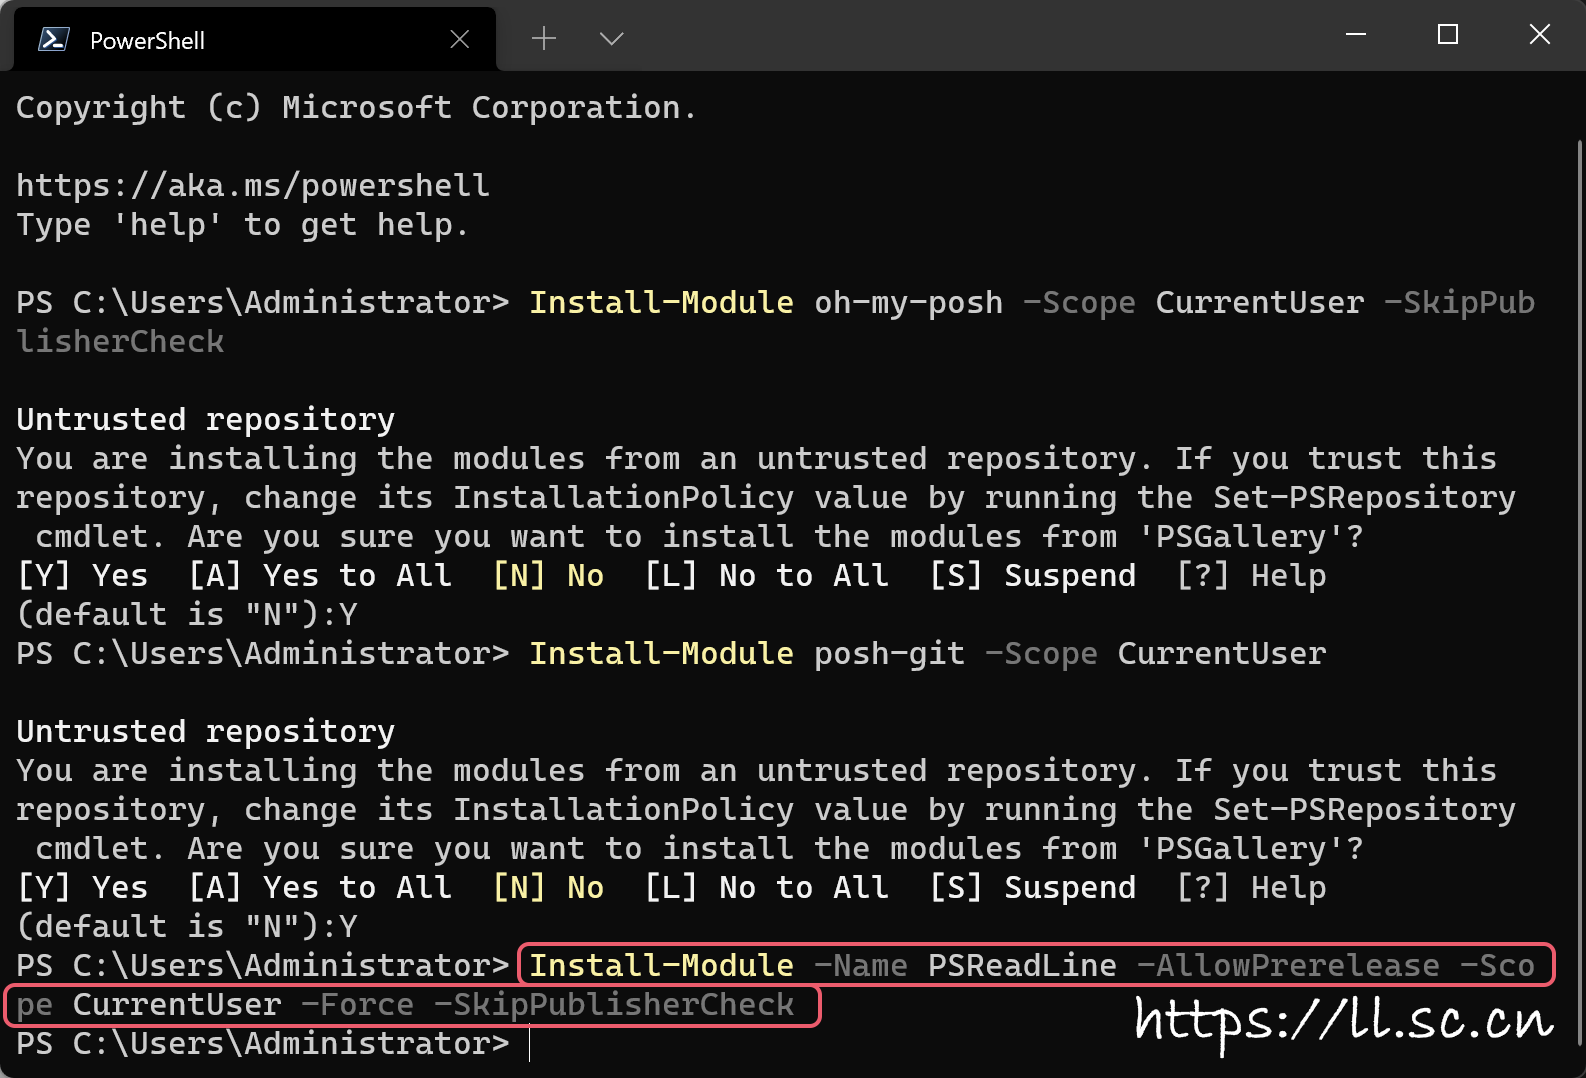 PowerShell
Copyright (c) Microsoft Corporation.
https://aka.ms/powershell
Type 'help' to get help.
PS C:\Users\Administrator> Install-Module oh-my-posh -Scope CurrentUser -SkipPub
lisherCheck
Untrusted repository
You are installing the modules from an untrusted repository. If you trust this
repository, change its InstallationPolicy value by running the Set-PSRepository
 cmdlet. Are you sure you want to install the modules from 'PSGallery'?
[Y] Yes  [A] Yes to All  [N] No  [L] No to All  [S] Suspend  [?] Help
(default is "N"):Y
PS C:\Users\Administrator> Install-Module posh-git -Scope CurrentUser
Untrusted repository
You are installing the modules from an untrusted repository. If you trust this
repository, change its InstallationPolicy value by running the Set-PSRepository
 cmdlet. Are you sure you want to install the modules from 'PSGallery'?
[Y] Yes  [A] Yes to All  [N] No  [L] No to All  [S] Suspend  [?] Help
(default is "N"):Y
PS C:\Users\Administrator> Install-Module -Name PSReadLine -AllowPrerelease -Sco
pe CurrentUser -Force -SkipPublisherCheck
PS C:\Users\Administrator>
https://ll.sc.cn